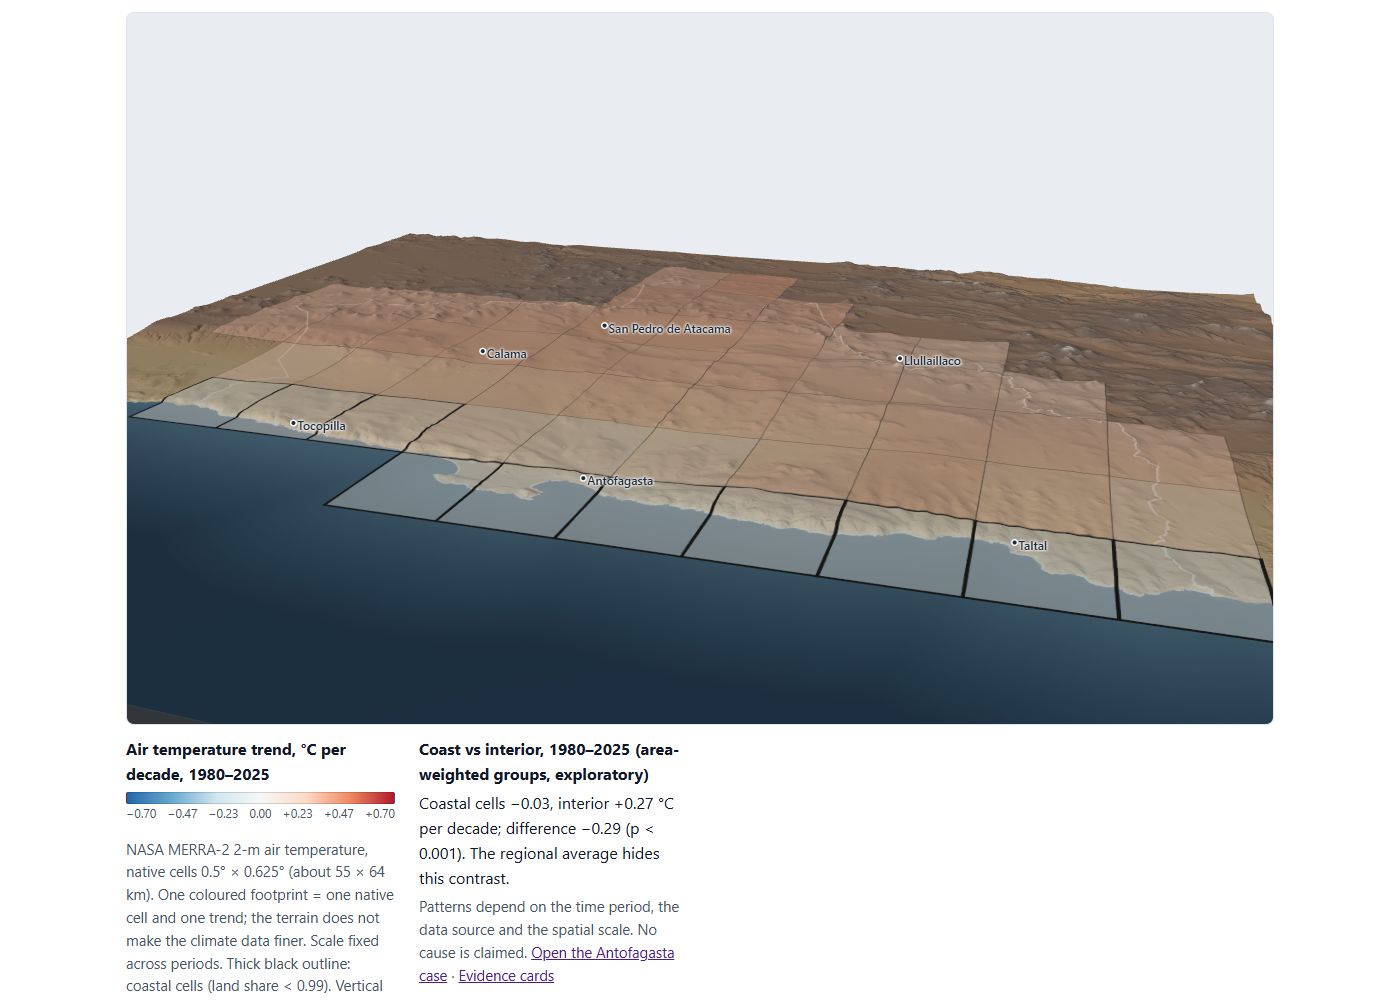 San Pedro de Atacama
Calama
Llullaillaco
Tocopilla
Antofagasta
Taltal
Air temperature trend, °C per
decade, 1980–2025
−0.70 −0.47 −0.23 0.00 +0.23 +0.47 +0.70
NASA MERRA-2 2-m air temperature,
native cells 0.5° × 0.625° (about 55 × 64
km). One coloured footprint = one native
cell and one trend; the terrain does not
make the climate data finer. Scale fixed
across periods. Thick black outline:
coastal cells (land share < 0.99). Vertical
Coast vs interior, 1980–2025 (area-
weighted groups, exploratory)
Coastal cells −0.03, interior +0.27 °C
per decade; difference −0.29 (p <
0.001). The regional average hides
this contrast.
Patterns depend on the time period, the
data source and the spatial scale. No
cause is claimed. Open the Antofagasta
case · Evidence cards